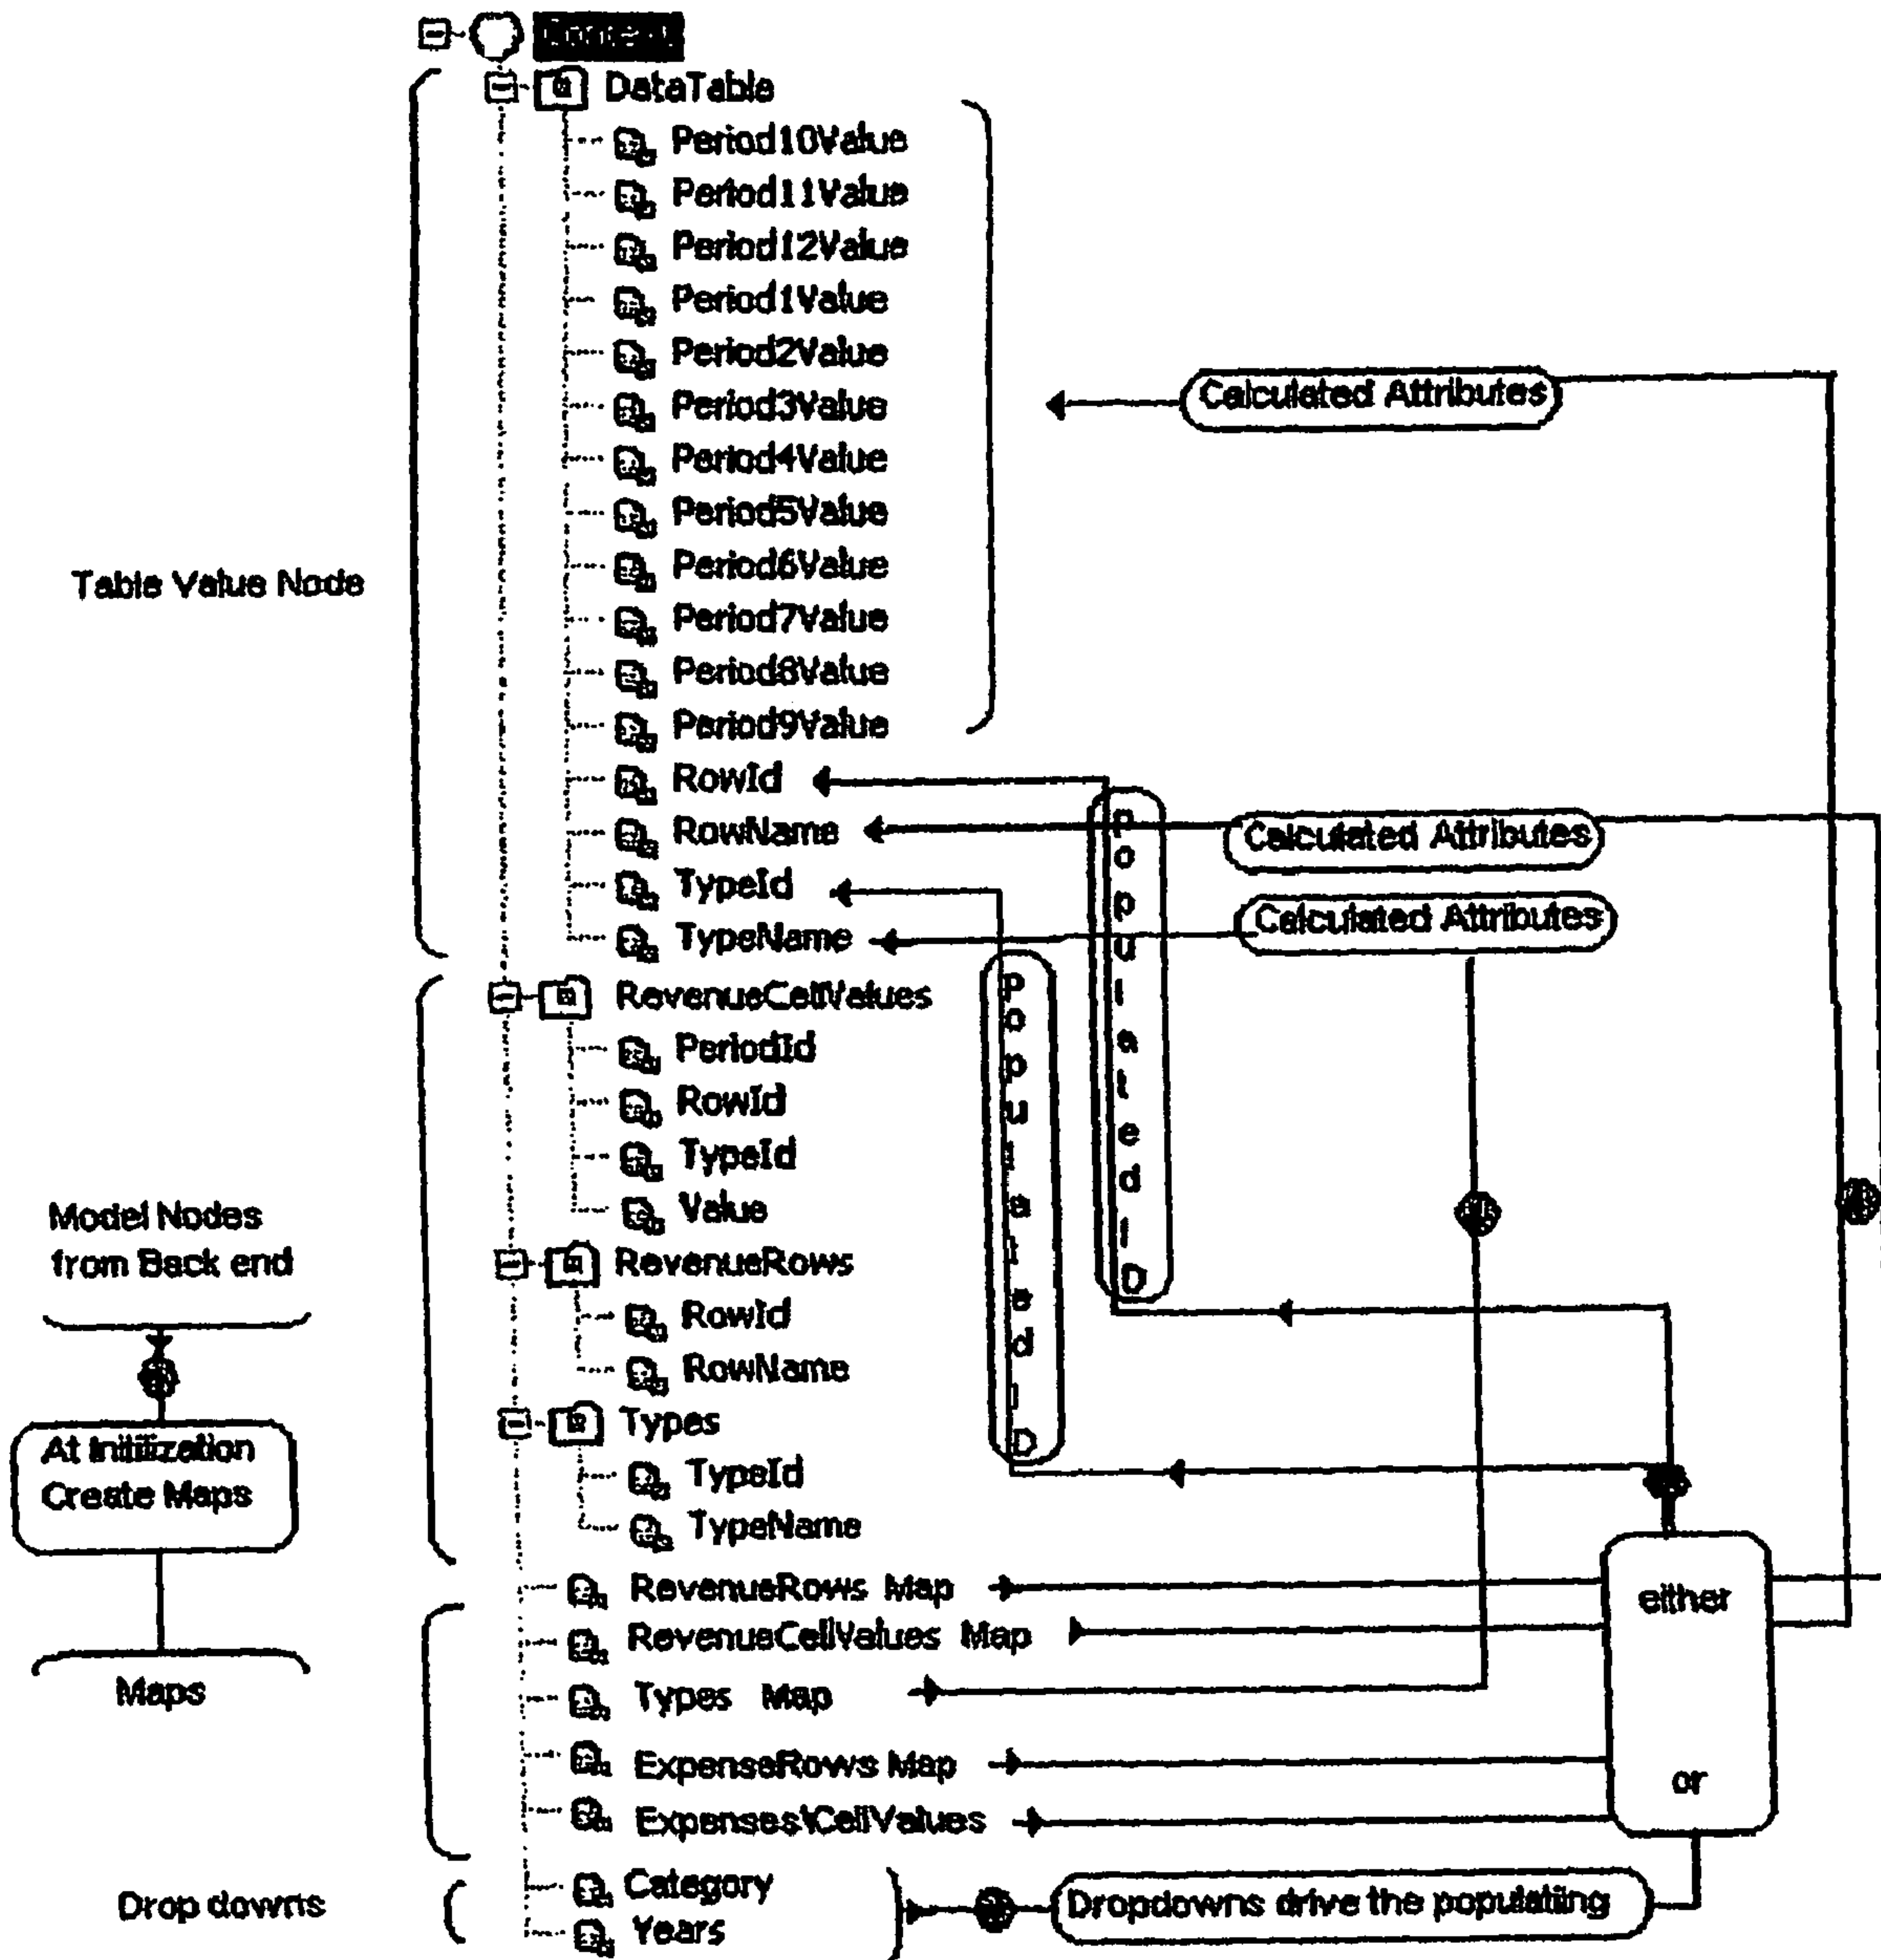 Context
DataTable
Period10Value
Period11Value
Period12Value
Period1Value
Period2Value
Period3Value
Period4Value
Period5Value
Period6Value
Period7Value
Period8Value
Period9Value
RowId
RowName
TypeId
TypeName
Table Value Node
Calculated Attributes
Calculated Attributes
Calculated Attributes
populated ID
populated ID
RevenueCellValues
PeriodId
RowId
TypeId
Value
RevenueRows
RowId
RowName
Types
TypeId
TypeName
Model Nodes
from Back end
At Initilization
Create Maps
Maps
RevenueRows Map
RevenueCellValues Map
Types Map
ExpenseRows Map
Expenses\CellValues
either
or
Drop downs
Category
Years
Dropdowns drive the populating